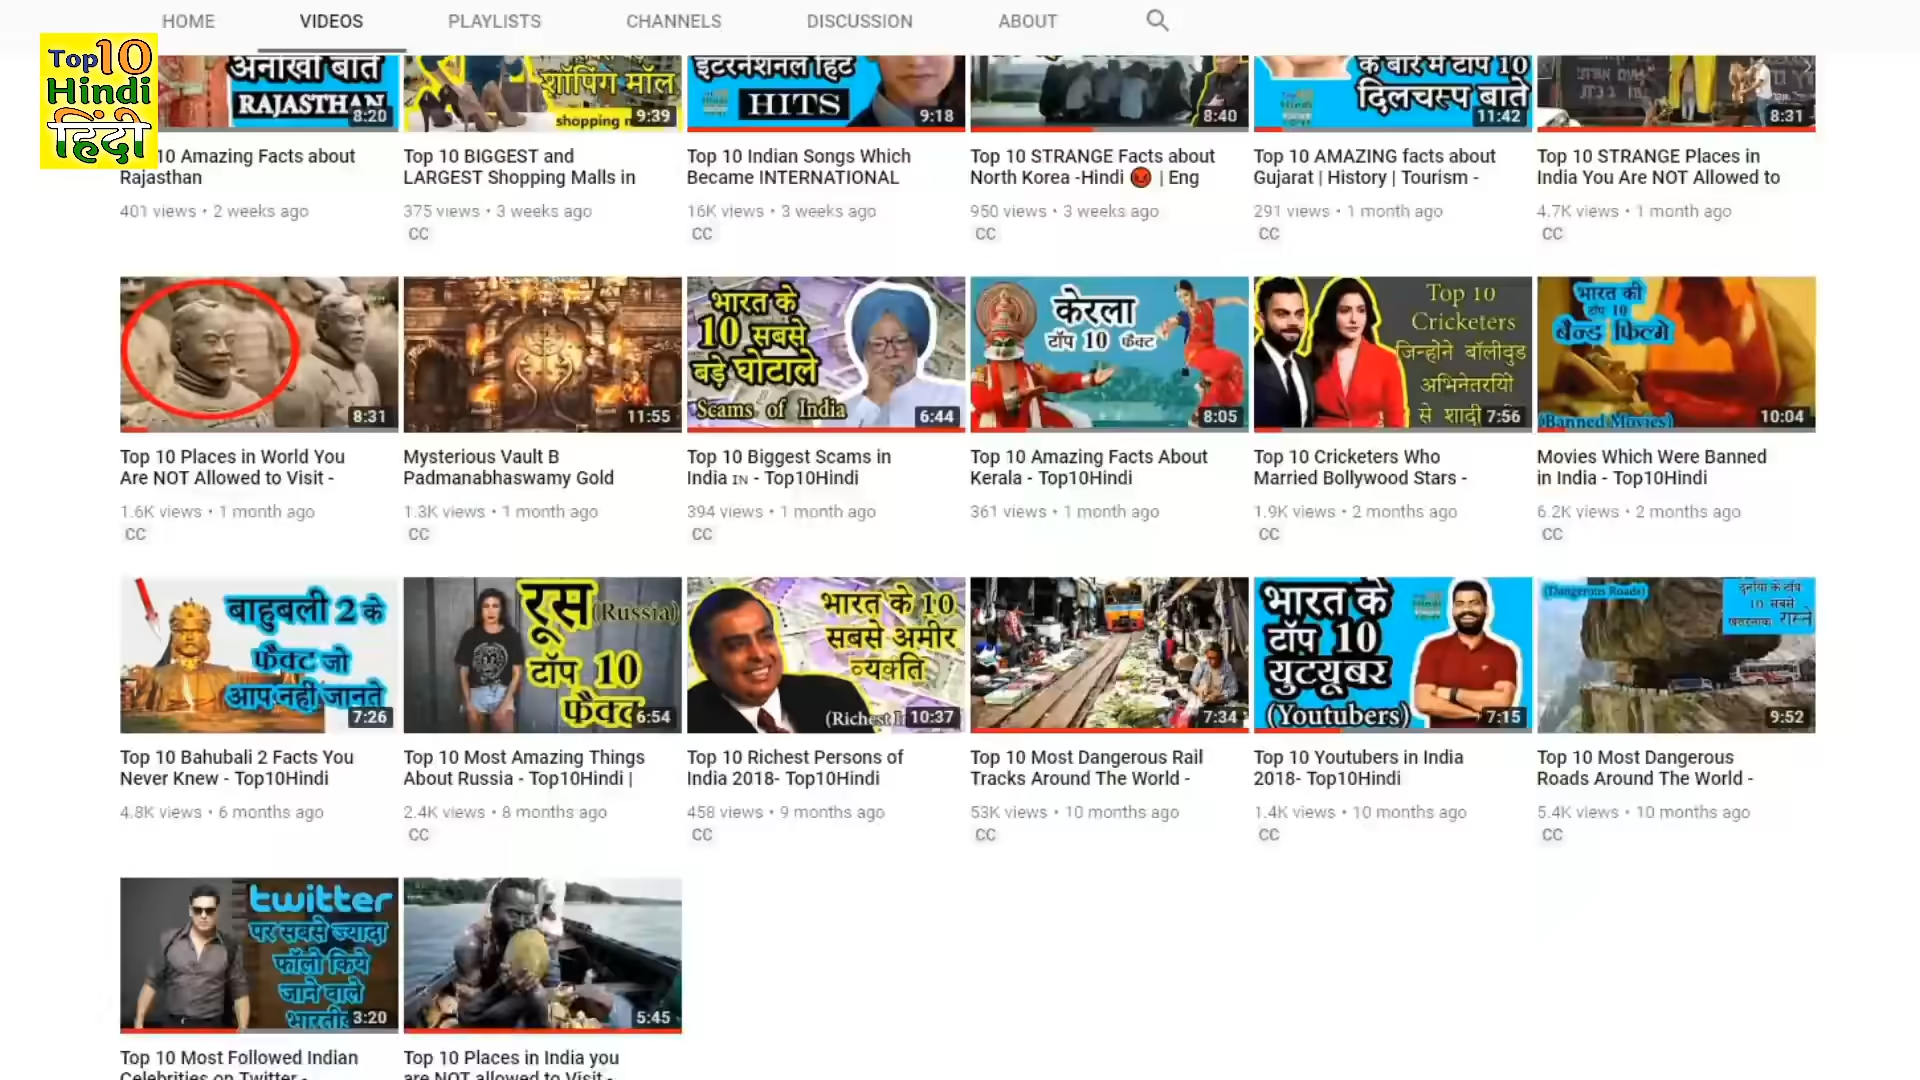 HOME VIDEOS PLAYLISTS CHANNELS DISCUSSION ABOUT
Top10
Hindi
हिंदी
अनोखी बातें
RAJASTHAN
8:20
शॉपिंग मॉल
shopping
9:39
इंटरनेशनल हिट
HITS
9:18
8:40
के बारे में टॉप 10
दिलचस्प बाते
11:42
8:31
10 Amazing Facts about
Rajasthan
401 views • 2 weeks ago
Top 10 BIGGEST and
LARGEST Shopping Malls in
375 views • 3 weeks ago
CC
Top 10 Indian Songs Which
Became INTERNATIONAL
16K views • 3 weeks ago
CC
Top 10 STRANGE Facts about
North Korea -Hindi 😡 | Eng
950 views • 3 weeks ago
CC
Top 10 AMAZING facts about
Gujarat | History | Tourism -
291 views • 1 month ago
CC
Top 10 STRANGE Places in
India You Are NOT Allowed to
4.7K views • 1 month ago
CC
8:31
11:55
भारत के
10 सबसे
बड़े घोटाले
Scams of India
6:44
केरला
टॉप 10 फैक्ट
8:05
Top 10
Cricketers
जिन्होंने बॉलीवुड
अभिनेतरियों
से शादी
7:56
भारत की
टॉप 10
बैन्ड फिल्मे
(Banned Movies)
10:04
Top 10 Places in World You
Are NOT Allowed to Visit -
1.6K views • 1 month ago
CC
Mysterious Vault B
Padmanabhaswamy Gold
1.3K views • 1 month ago
CC
Top 10 Biggest Scams in
India ɪɴ - Top10Hindi
394 views • 1 month ago
CC
Top 10 Amazing Facts About
Kerala - Top10Hindi
361 views • 1 month ago
Top 10 Cricketers Who
Married Bollywood Stars -
1.9K views • 2 months ago
CC
Movies Which Were Banned
in India - Top10Hindi
6.2K views • 2 months ago
CC
बाहुबली 2 के
फैक्ट जो
आप नहीं जानते
7:26
रूस (Russia)
टॉप 10
फैक्ट
6:54
भारत के 10
सबसे अमीर
व्यक्ति
(Richest
10:37
7:34
भारत के
टॉप 10
युटयूबर
(Youtubers)
7:15
(Dangerous Roads)
दुनीया के टॉप
10 सबसे
खतरनाक रास्ते
9:52
Top 10 Bahubali 2 Facts You
Never Knew - Top10Hindi
4.8K views • 6 months ago
Top 10 Most Amazing Things
About Russia - Top10Hindi |
2.4K views • 8 months ago
CC
Top 10 Richest Persons of
India 2018- Top10Hindi
458 views • 9 months ago
CC
Top 10 Most Dangerous Rail
Tracks Around The World -
53K views • 10 months ago
CC
Top 10 Youtubers in India
2018- Top10Hindi
1.4K views • 10 months ago
CC
Top 10 Most Dangerous
Roads Around The World -
5.4K views • 10 months ago
CC
twitter
पर सबसे ज्यादा
फॉलो किये
जाने वाले
3:20
5:45
Top 10 Most Followed Indian
Celebrities on Twitter -
Top 10 Places in India you
are NOT allowed to Visit -